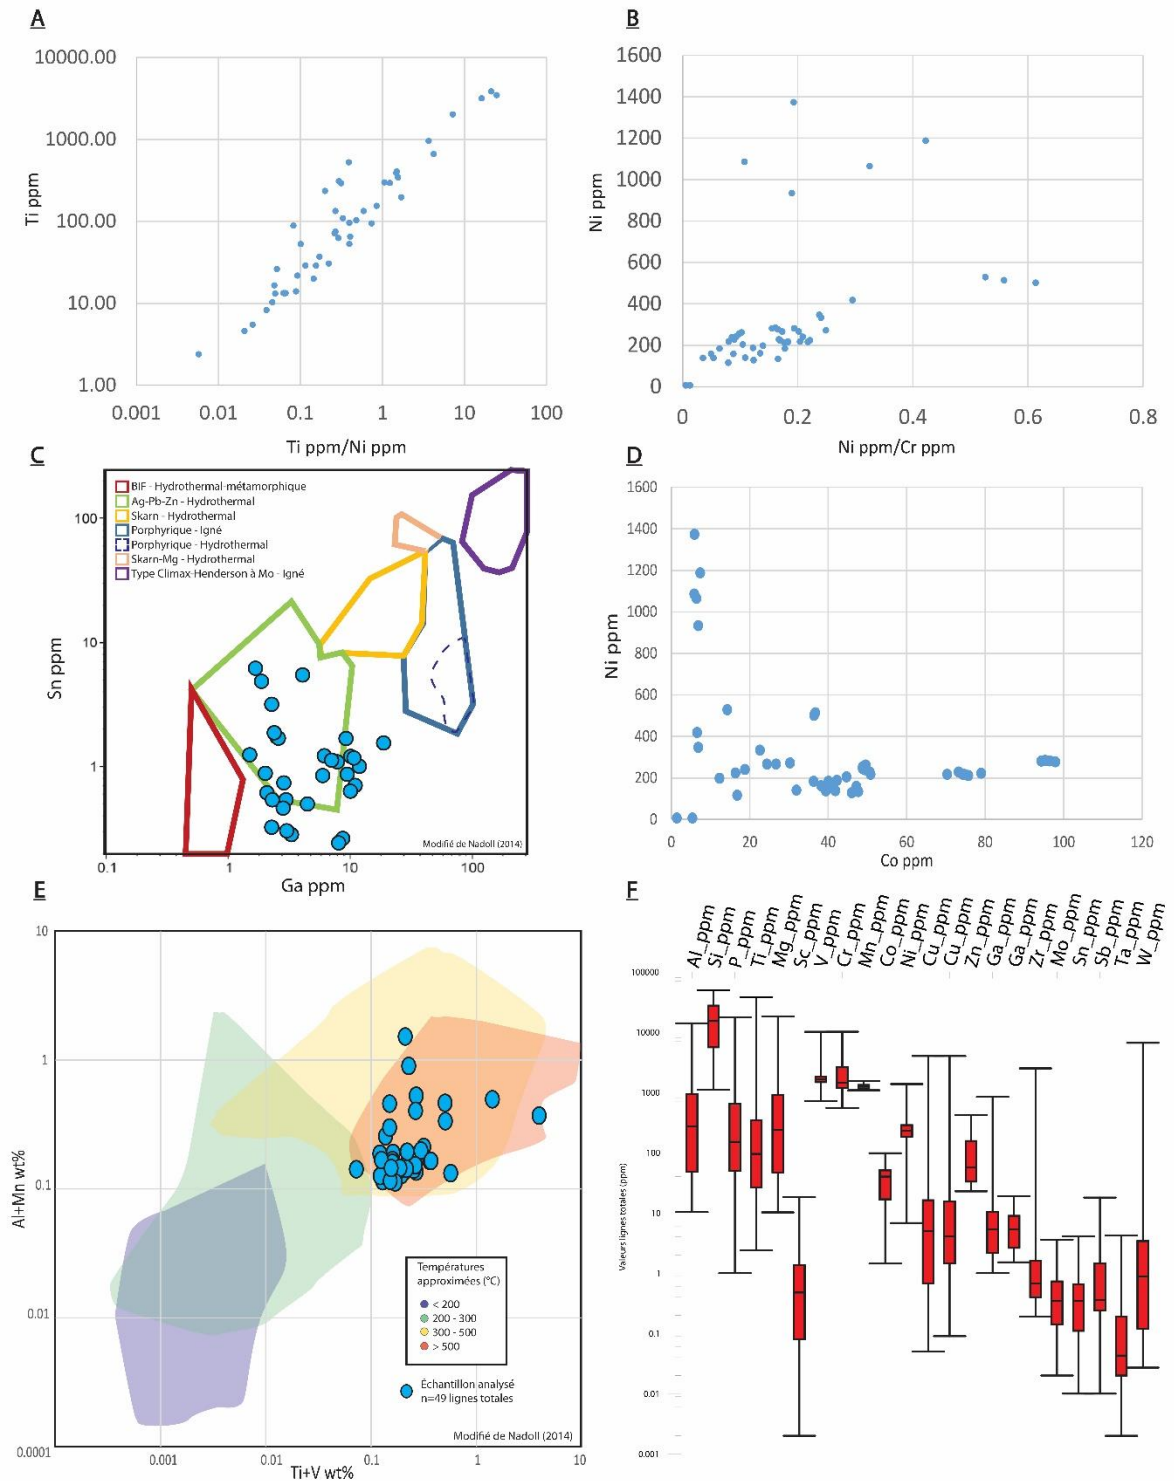 A
10000.00
1000.00
100.00
10.00
1.00
0.001
0.01
0.1
1
10
100
Ti ppm
Ti ppm/Ni ppm
B
1600
1400
1200
1000
800
600
400
200
0
0
0.2
0.4
0.6
0.8
Ni ppm
Ni ppm/Cr ppm
C
BIF - Hydrothermal-métamorphique
Ag-Pb-Zn - Hydrothermal
Skarn - Hydrothermal
Porphyrique - Igné
Porphyrique - Hydrothermal
Skarn-Mg - Hydrothermal
Type Climax-Henderson à Mo - Igné
100
10
1
0.1
1
10
100
Sn ppm
Ga ppm
Modifié de Nadoll (2014)
D
1600
1400
1200
1000
800
600
400
200
0
0
20
40
60
80
100
120
Ni ppm
Co ppm
E
10
1
0.1
0.01
0.0001
0.001
0.01
0.1
1
10
Al+Mn wt%
Ti+V wt%
Températures
approximées (°C)
< 200
200 - 300
300 - 500
> 500
Échantillon analysé
n=49 lignes totales
Modifié de Nadoll (2014)
F
Al_ppm
Si_ppm
P_ppm
Ti_ppm
Mg_ppm
Sc_ppm
V_ppm
Cr_ppm
Mn_ppm
Co_ppm
Ni_ppm
Cu_ppm
Cu_ppm
Zn_ppm
Ga_ppm
Ga_ppm
Zr_ppm
Mo_ppm
Sn_ppm
Sb_ppm
Ta_ppm
W_ppm
100000
10000
1000
100
10
1
0.1
0.01
0.001
Valeurs lignes totales (ppm)